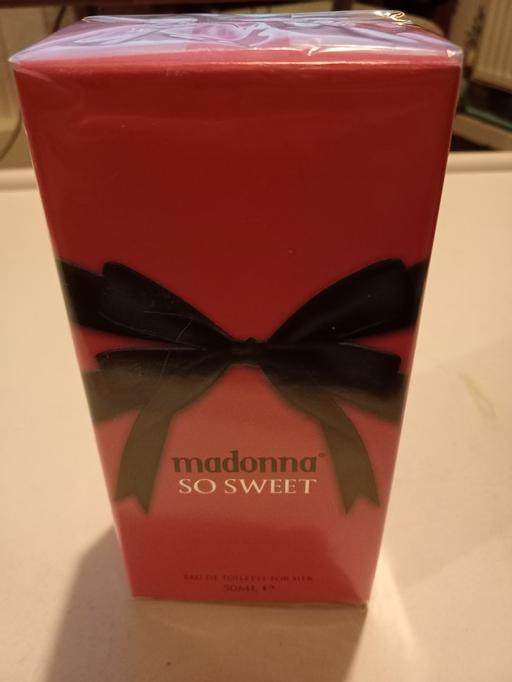 madonna®
SO SWEET
EAU DE TOILETTE FOR HER
50ML ℮